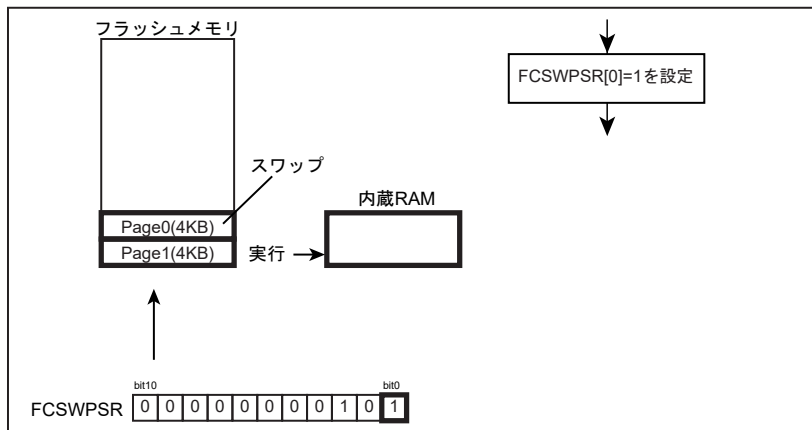 フラッシュメモリ
FCSWPSR[0]=1を設定
スワップ
内蔵RAM
Page0(4KB)
Page1(4KB)
実行
bit10
bit0
FCSWPSR 0 0 0 0 0 0 0 0 1 0 1